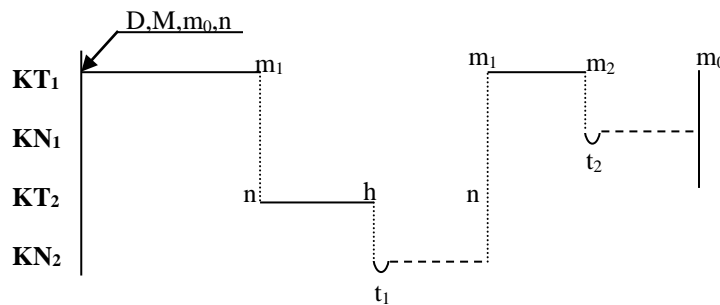 D,M,m₀,n
KT₁ m₁ m₁ m₂ m₀
KN₁
t₂
KT₂ n h n
KN₂
t₁